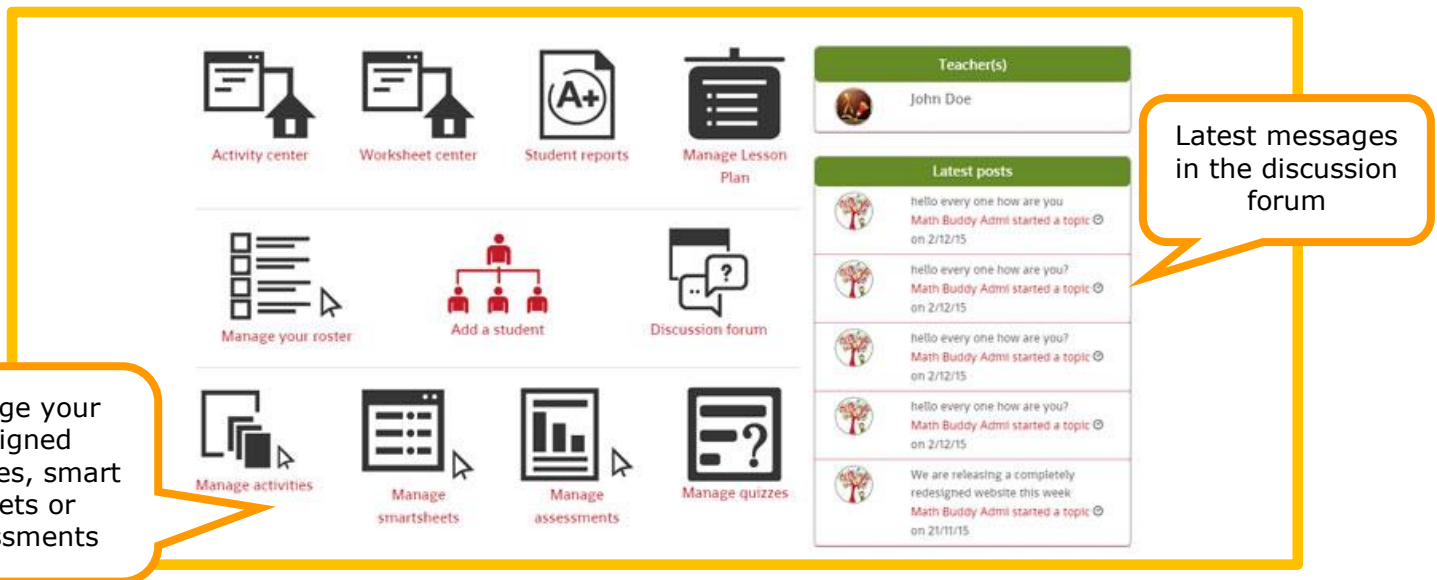 Activity center
Worksheet center
A+
Student reports
Manage Lesson
Plan
Manage your roster
Add a student
?
Discussion forum
Manage activities
Manage
smartsheets
Manage
assessments
?
Manage quizzes
Teacher(s)
John Doe
Latest posts
hello every one how are you
Math Buddy Admi started a topic
on 2/12/15
hello every one how are you?
Math Buddy Admi started a topic
on 2/12/15
hello every one how are you?
Math Buddy Admi started a topic
on 2/12/15
hello every one how are you?
Math Buddy Admi started a topic
on 2/12/15
We are releasing a completely
redesigned website this week
Math Buddy Admi started a topic
on 21/11/15
Latest messages
in the discussion
forum
ge your
igned
es, smart
ets or
ssments